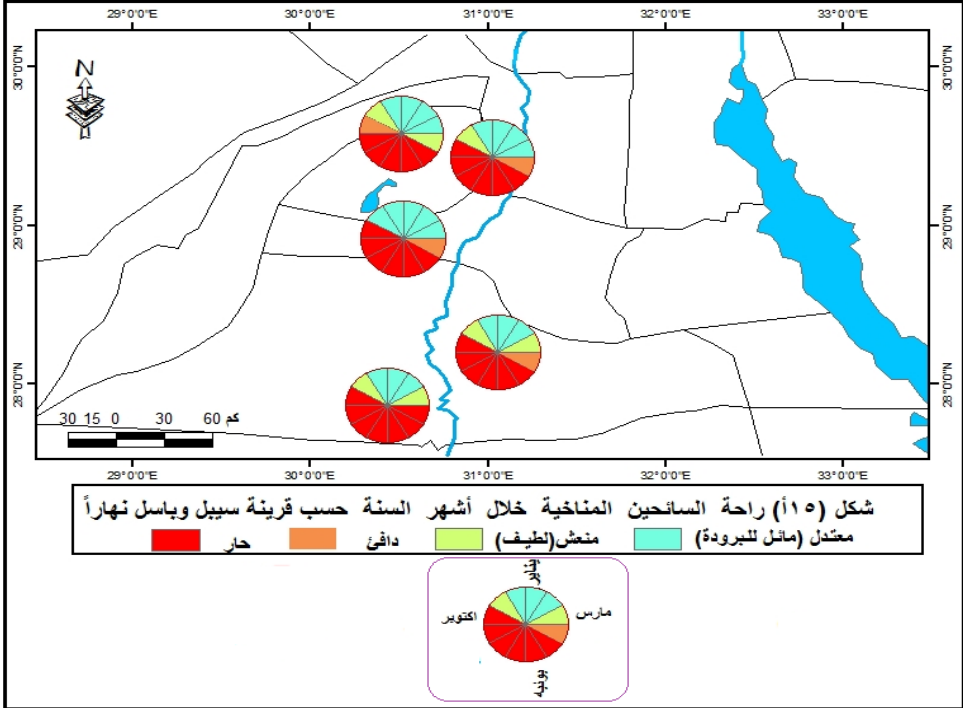 29°0'0"E 30°0'0"E 31°0'0"E 32°0'0"E 33°0'0"E
30°0'0"N 30°0'0"N
N
29°0'0"N 29°0'0"N
28°0'0"N 28°0'0"N
30 15 0 30 60 كم
29°0'0"E 30°0'0"E 31°0'0"E 32°0'0"E 33°0'0"E
شكل (١٥أ) راحة السائحين المناخية خلال أشهر السنة حسب قرينة سيبل وباسل نهاراً
معتدل (مائل للبرودة) منعش(لطيف) دافئ حار
يناير
مارس اكتوبر
يونيه